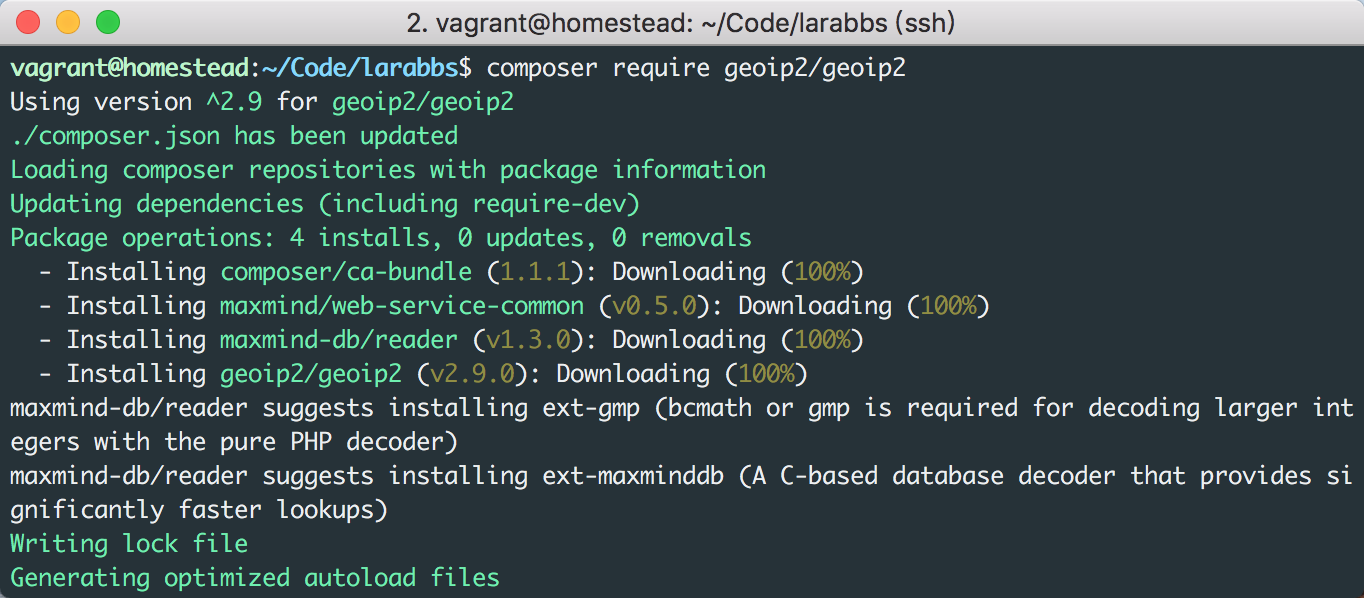 2. vagrant@homestead: ~/Code/larabbs (ssh)
vagrant@homestead:~/Code/larabbs$ composer require geoip2/geoip2
Using version ^2.9 for geoip2/geoip2
./composer.json has been updated
Loading composer repositories with package information
Updating dependencies (including require-dev)
Package operations: 4 installs, 0 updates, 0 removals
  - Installing composer/ca-bundle (1.1.1): Downloading (100%)
  - Installing maxmind/web-service-common (v0.5.0): Downloading (100%)
  - Installing maxmind-db/reader (v1.3.0): Downloading (100%)
  - Installing geoip2/geoip2 (v2.9.0): Downloading (100%)
maxmind-db/reader suggests installing ext-gmp (bcmath or gmp is required for decoding larger int
egers with the pure PHP decoder)
maxmind-db/reader suggests installing ext-maxminddb (A C-based database decoder that provides si
gnificantly faster lookups)
Writing lock file
Generating optimized autoload files